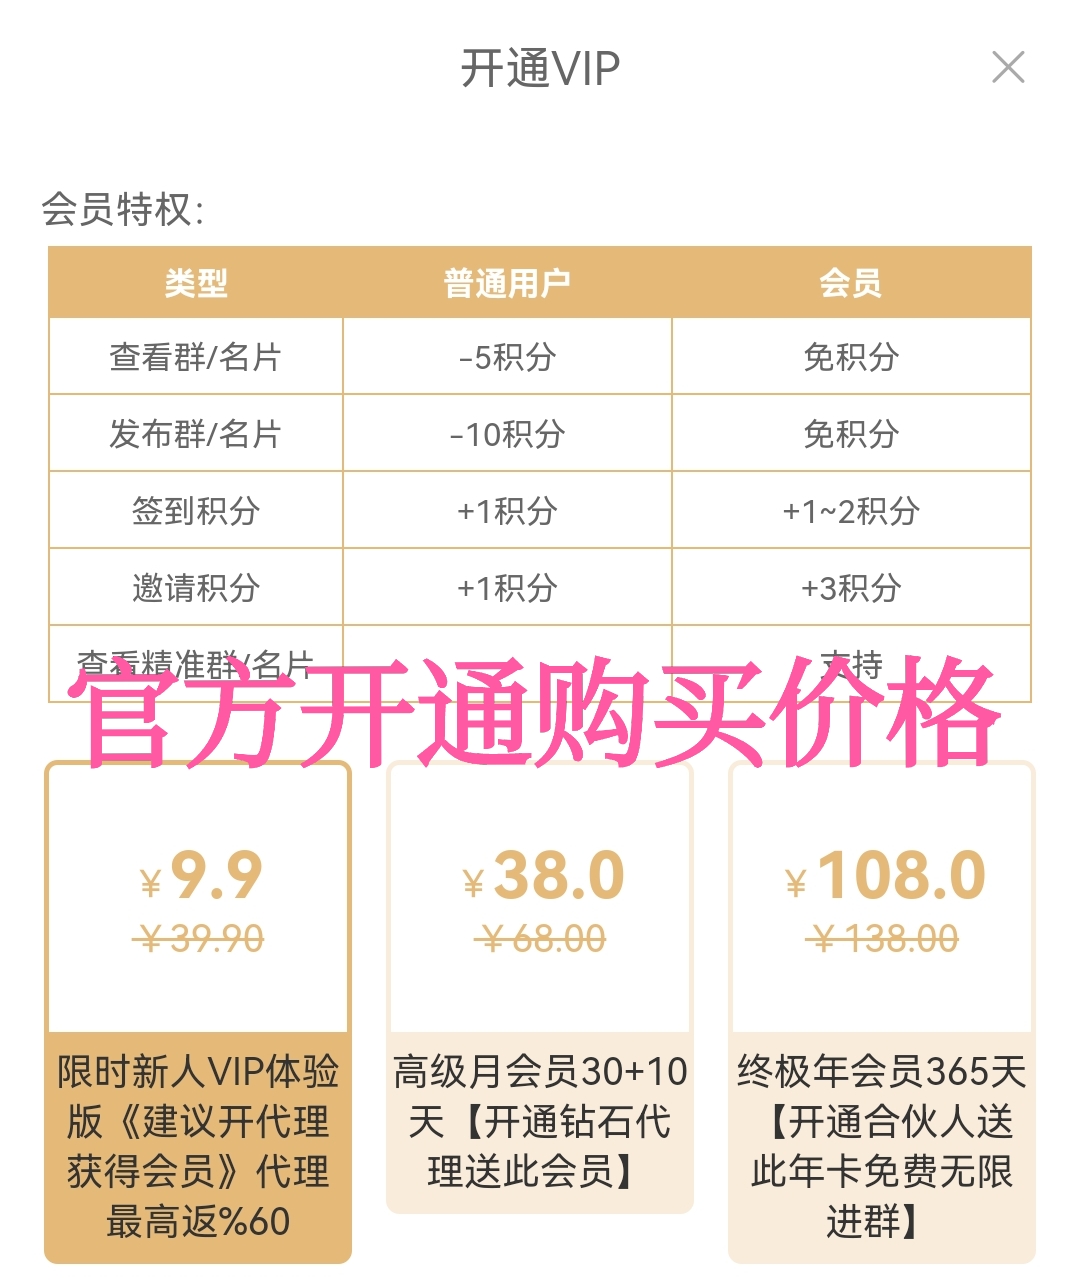 开通VIP
会员特权:
类型 普通用户 会员
查看群/名片 -5积分 免积分
发布群/名片 -10积分 免积分
签到积分 +1积分 +1~2积分
邀请积分 +1积分 +3积分
查看精准群/名片 支持
官方开通购买价格
¥9.9
¥39.90
限时新人VIP体验
版《建议开代理
获得会员》代理
最高返%60
¥38.0
¥68.00
高级月会员30+10
天【开通钻石代
理送此会员】
¥108.0
¥138.00
终极年会员365天
【开通合伙人送
此年卡免费无限
进群】